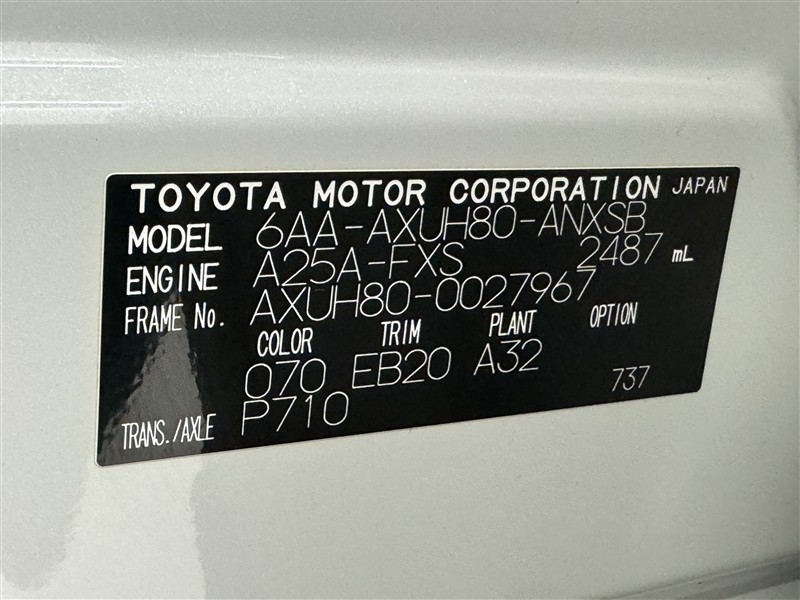 TOYOTA MOTOR CORPORATION JAPAN
MODEL 6AA-AXUH80-ANXSB
ENGINE A25A-FXS 2487 mL
FRAME No. AXUH80-0027967
COLOR TRIM PLANT OPTION
070 EB20 A32 737
TRANS./AXLE P710